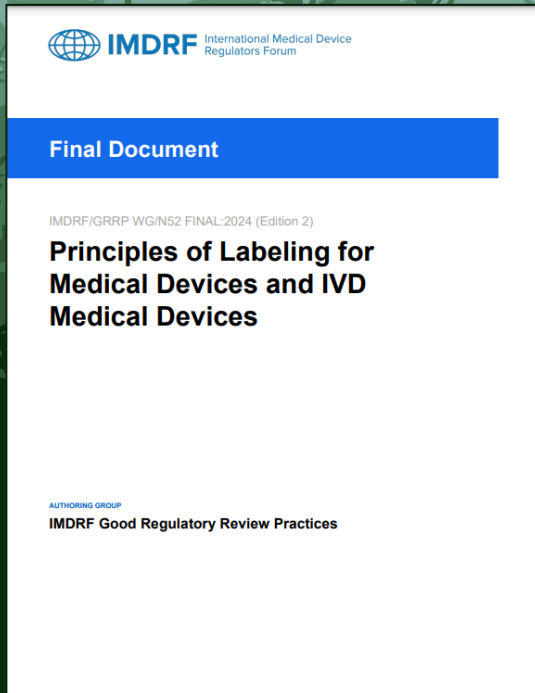 IMDRF International Medical Device
Regulators Forum
Final Document
IMDRF/GRRP WG/N52 FINAL:2024 (Edition 2)
Principles of Labeling for
Medical Devices and IVD
Medical Devices
AUTHORING GROUP
IMDRF Good Regulatory Review Practices